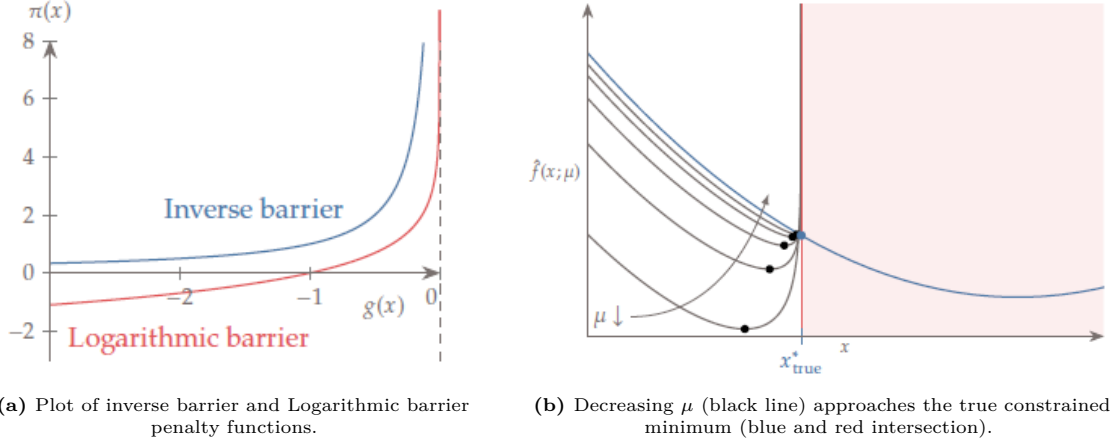 π(x)
8
6
4
2
0
−2
Inverse barrier
−2
−1
0
g(x)
Logarithmic barrier
(a) Plot of inverse barrier and Logarithmic barrier
penalty functions.
f̂(x; μ)
μ ↓
x
x*true
(b) Decreasing μ (black line) approaches the true constrained
minimum (blue and red intersection).